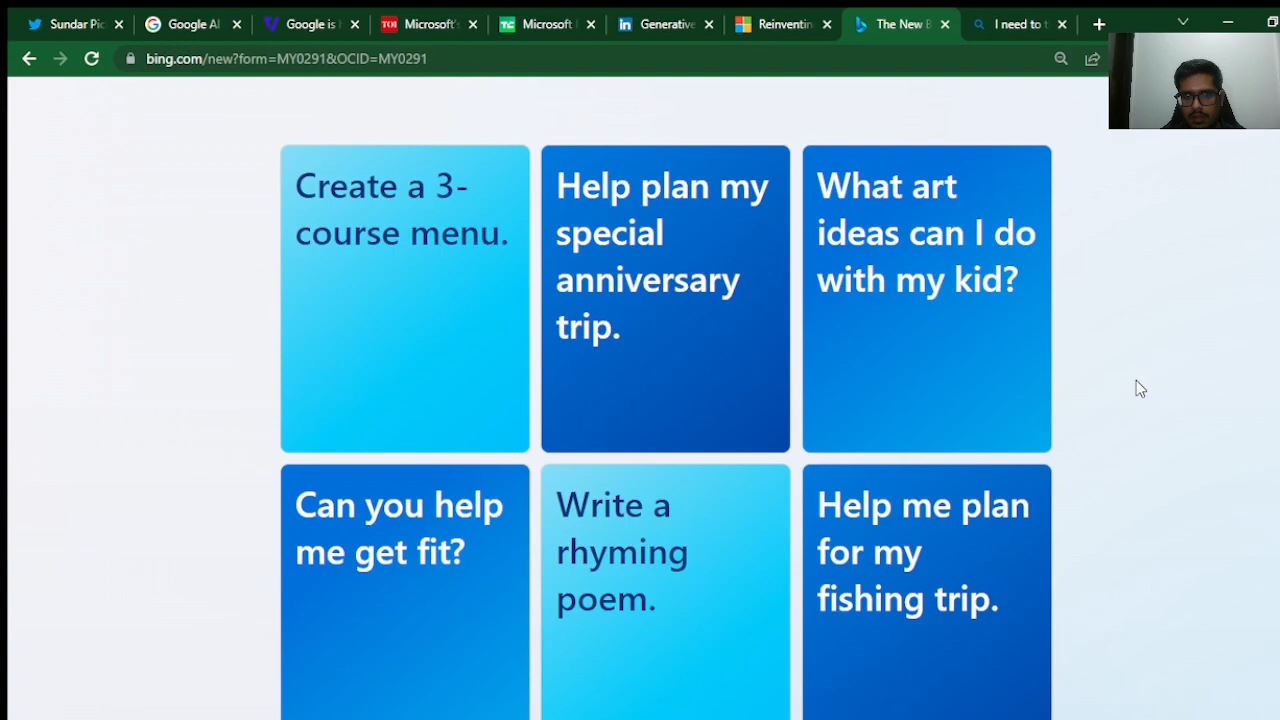 Sundar Pic
Google AI
Google is
Microsoft's
Microsoft
Generative
Reinventin
The New B
I need to t
bing.com/new?form=MY0291&OCID=MY0291
Create a 3-
course menu.
Help plan my
special
anniversary
trip.
What art
ideas can I do
with my kid?
Can you help
me get fit?
Write a
rhyming
poem.
Help me plan
for my
fishing trip.